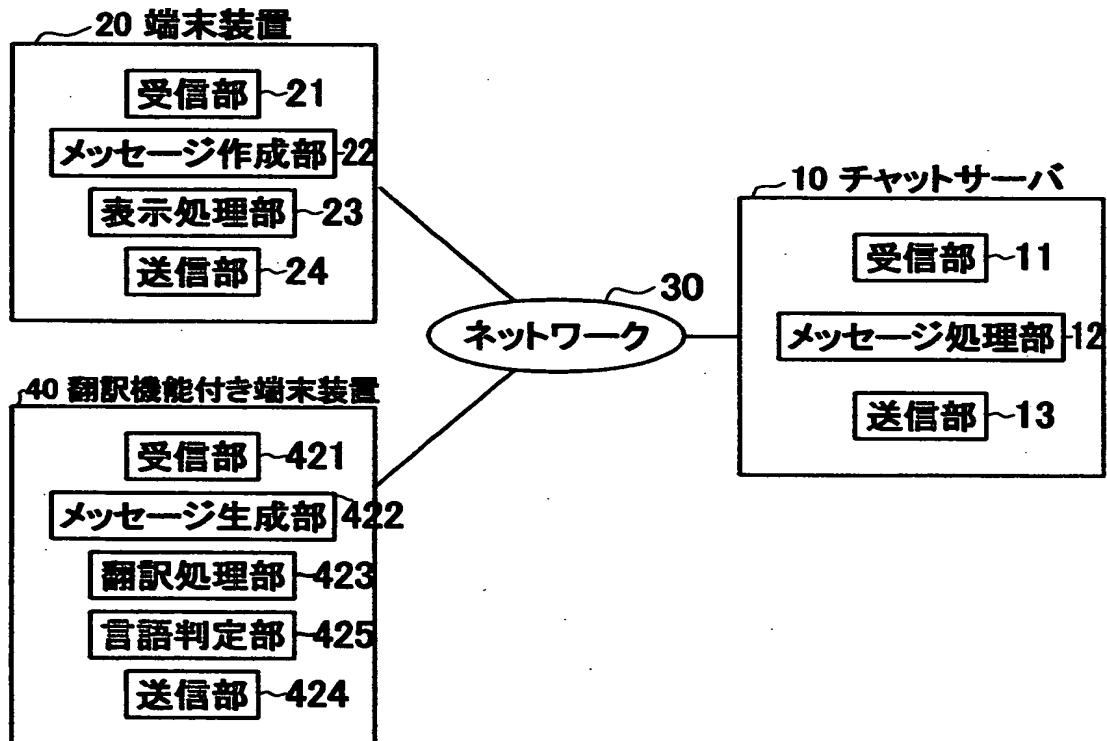 20 端末装置
受信部 21
メッセージ作成部 22
表示処理部 23
送信部 24
40 翻訳機能付き端末装置
受信部 421
メッセージ生成部 422
翻訳処理部 423
言語判定部 425
送信部 424
30
ネットワーク
10 チャットサーバ
受信部 11
メッセージ処理部 12
送信部 13